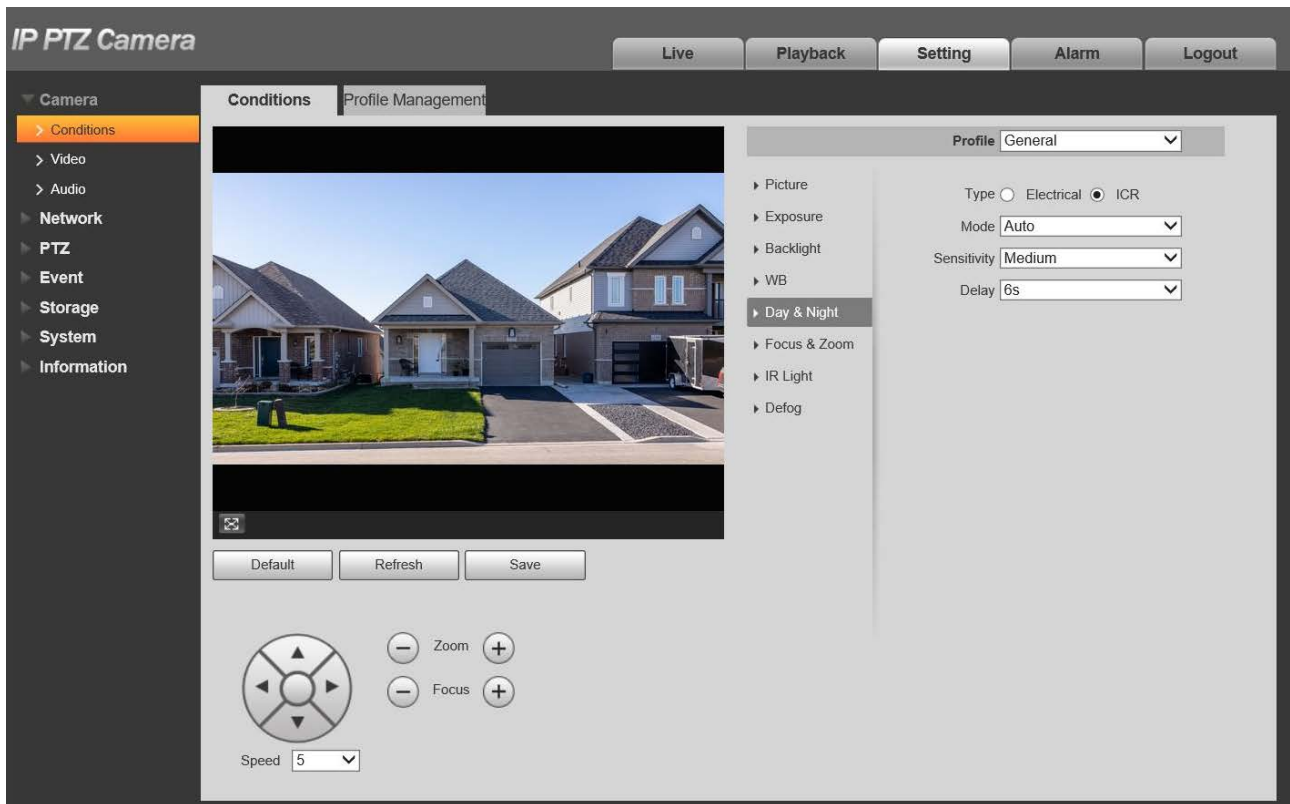 IP PTZ Camera
Live Playback Setting Alarm Logout
Camera
Conditions
Video
Audio
Network
PTZ
Event
Storage
System
Information
Conditions Profile Management
Default Refresh Save
Zoom
Focus
Speed 5
Profile General
Picture
Exposure
Backlight
WB
Day & Night
Focus & Zoom
IR Light
Defog
Type Electrical ICR
Mode Auto
Sensitivity Medium
Delay 6s